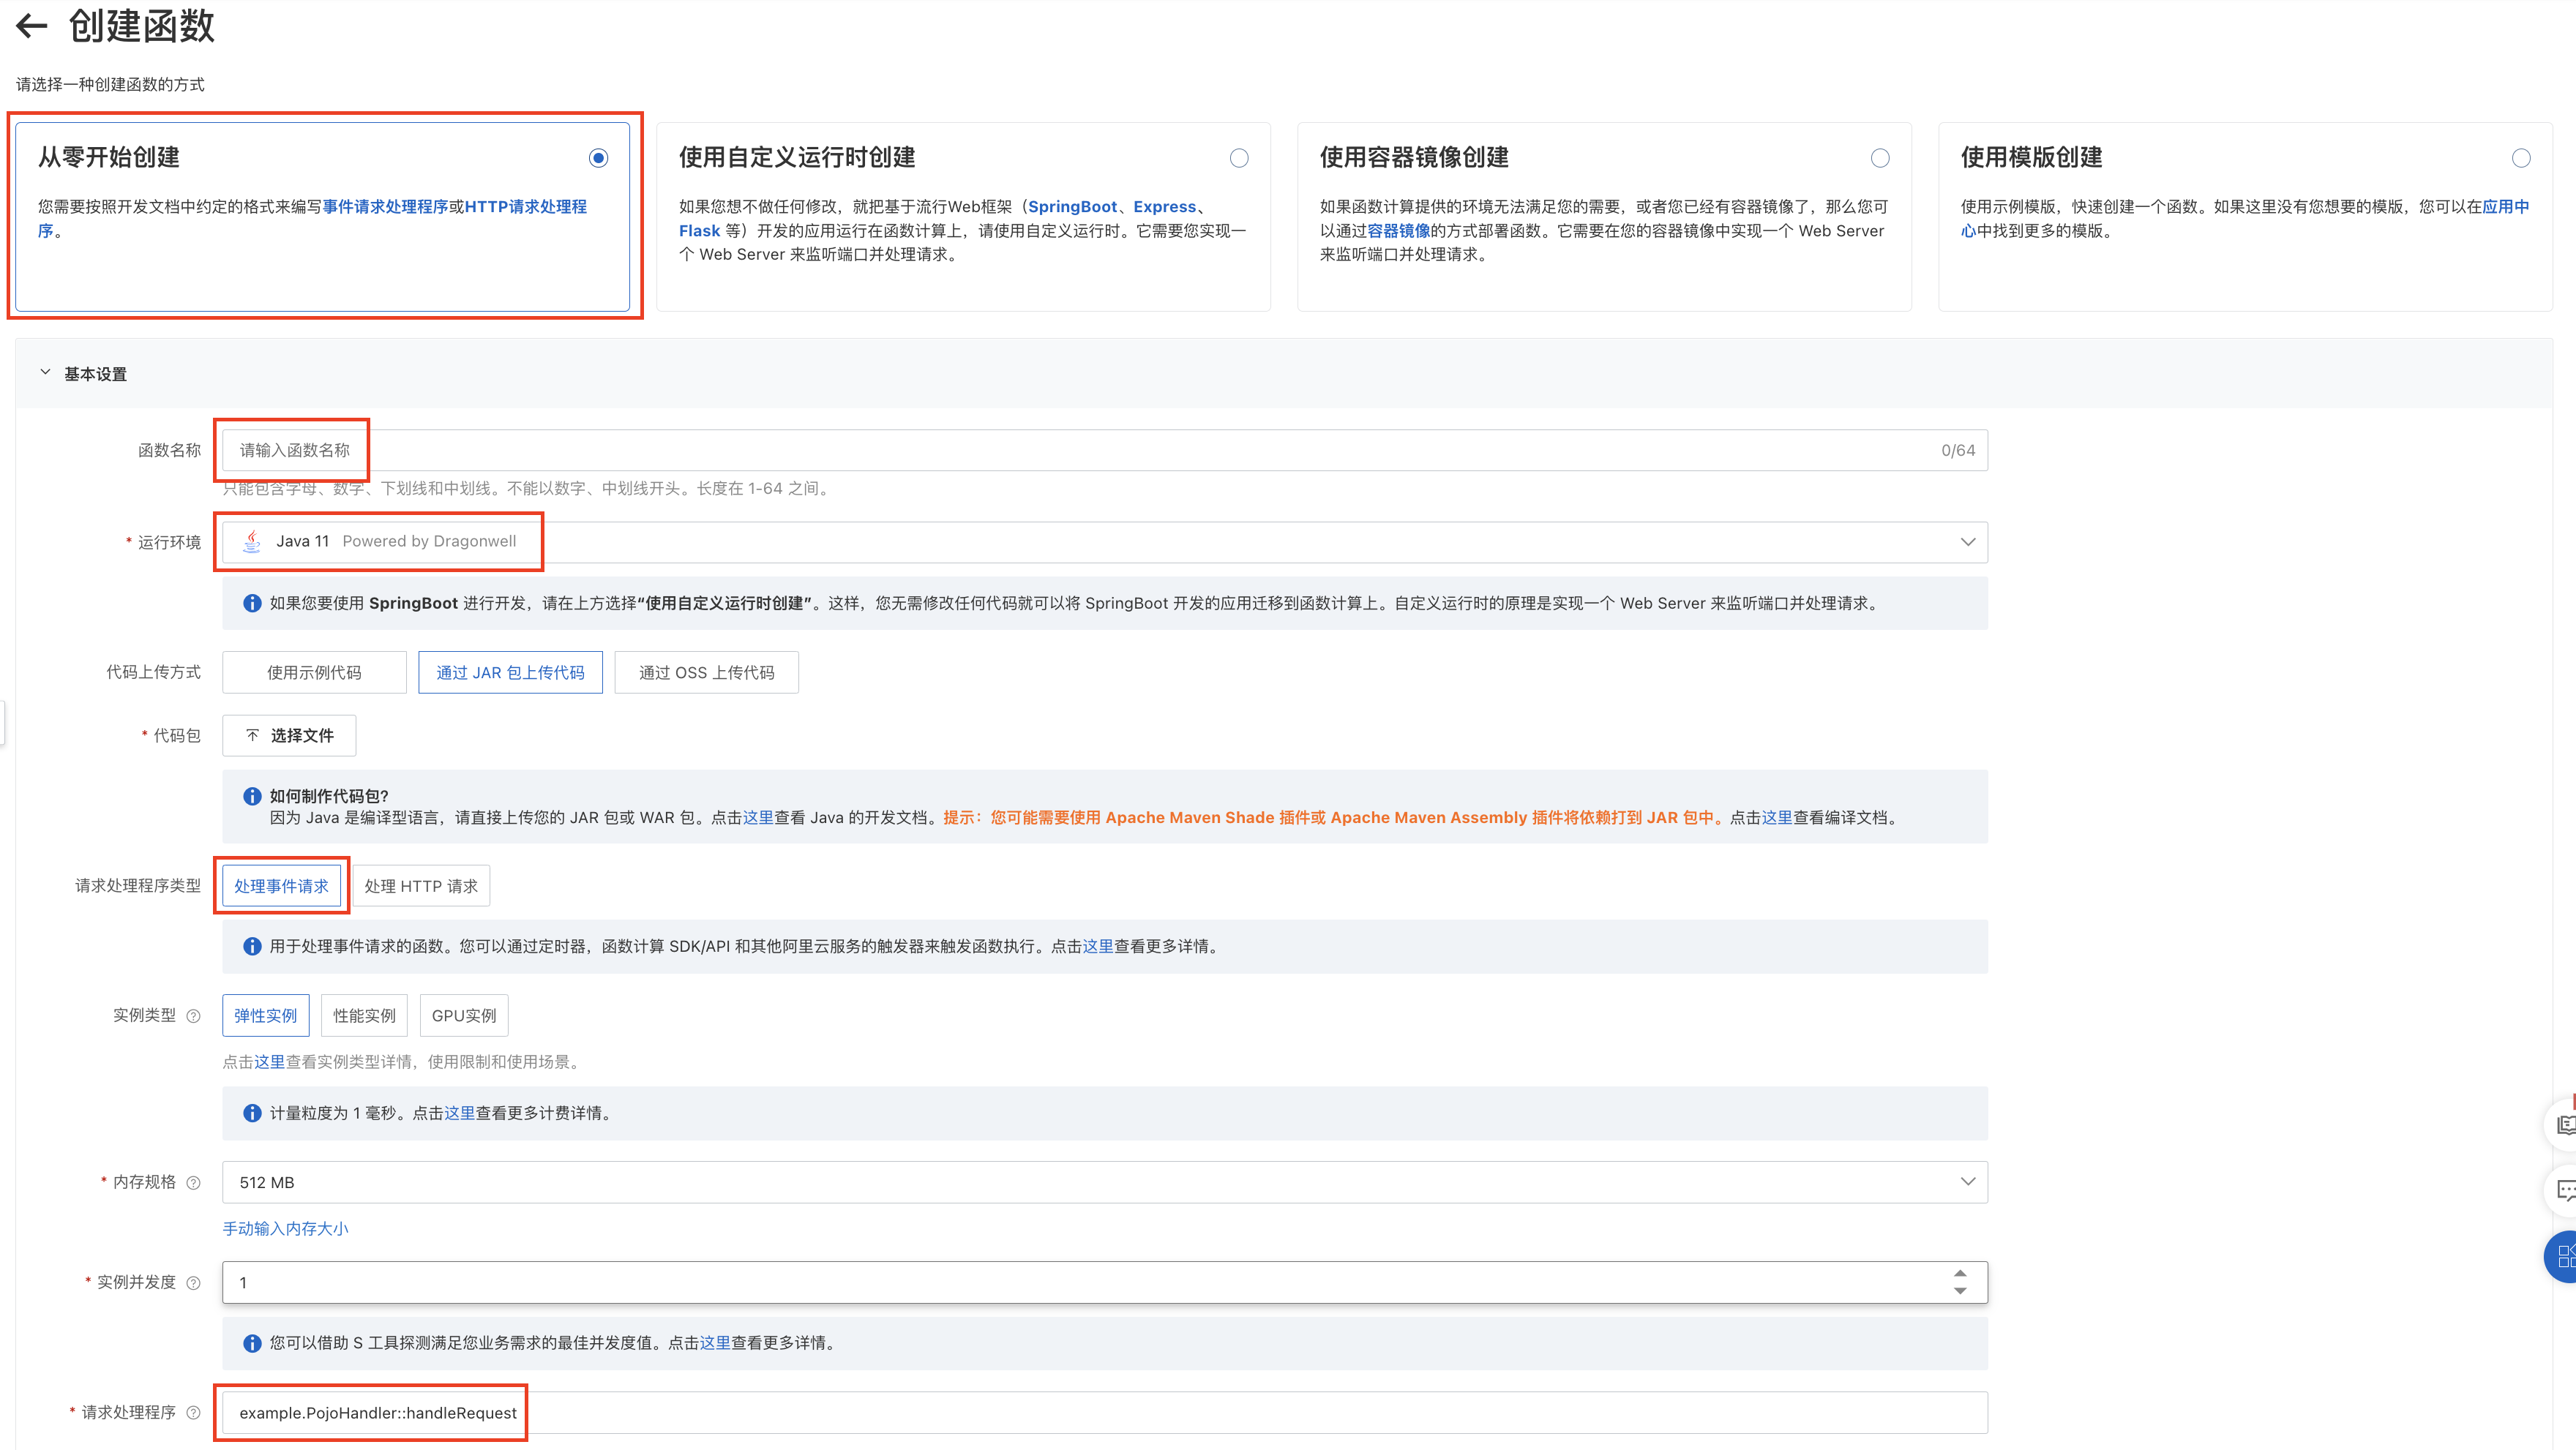 创建函数
请选择一种创建函数的方式
从零开始创建
您需要按照开发文档中约定的格式来编写事件请求处理程序或HTTP请求处理程
序。
使用自定义运行时创建
如果您想不做任何修改，就把基于流行Web框架（SpringBoot、Express、
Flask 等）开发的应用运行在函数计算上，请使用自定义运行时。它需要您实现一
个 Web Server 来监听端口并处理请求。
使用容器镜像创建
如果函数计算提供的环境无法满足您的需要，或者您已经有容器镜像了，那么您可
以通过容器镜像的方式部署函数。它需要在您的容器镜像中实现一个 Web Server
来监听端口并处理请求。
使用模版创建
使用示例模版，快速创建一个函数。如果这里没有您想要的模版，您可以在应用中
心中找到更多的模版。
基本设置
函数名称 请输入函数名称 0/64
只能包含字母、数字、下划线和中划线。不能以数字、中划线开头。长度在 1-64 之间。
* 运行环境 Java 11 Powered by Dragonwell
如果您要使用 SpringBoot 进行开发，请在上方选择“使用自定义运行时创建”。这样，您无需修改任何代码就可以将 SpringBoot 开发的应用迁移到函数计算上。自定义运行时的原理是实现一个 Web Server 来监听端口并处理请求。
代码上传方式 使用示例代码 通过 JAR 包上传代码 通过 OSS 上传代码
* 代码包 选择文件
如何制作代码包?
因为 Java 是编译型语言，请直接上传您的 JAR 包或 WAR 包。点击这里查看 Java 的开发文档。提示：您可能需要使用 Apache Maven Shade 插件或 Apache Maven Assembly 插件将依赖打到 JAR 包中。点击这里查看编译文档。
请求处理程序类型 处理事件请求 处理 HTTP 请求
用于处理事件请求的函数。您可以通过定时器，函数计算 SDK/API 和其他阿里云服务的触发器来触发函数执行。点击这里查看更多详情。
实例类型 弹性实例 性能实例 GPU实例
点击这里查看实例类型详情，使用限制和使用场景。
计量粒度为 1 毫秒。点击这里查看更多计费详情。
* 内存规格 512 MB
手动输入内存大小
* 实例并发度 1
您可以借助 S 工具探测满足您业务需求的最佳并发度值。点击这里查看更多详情。
* 请求处理程序 example.PojoHandler::handleRequest